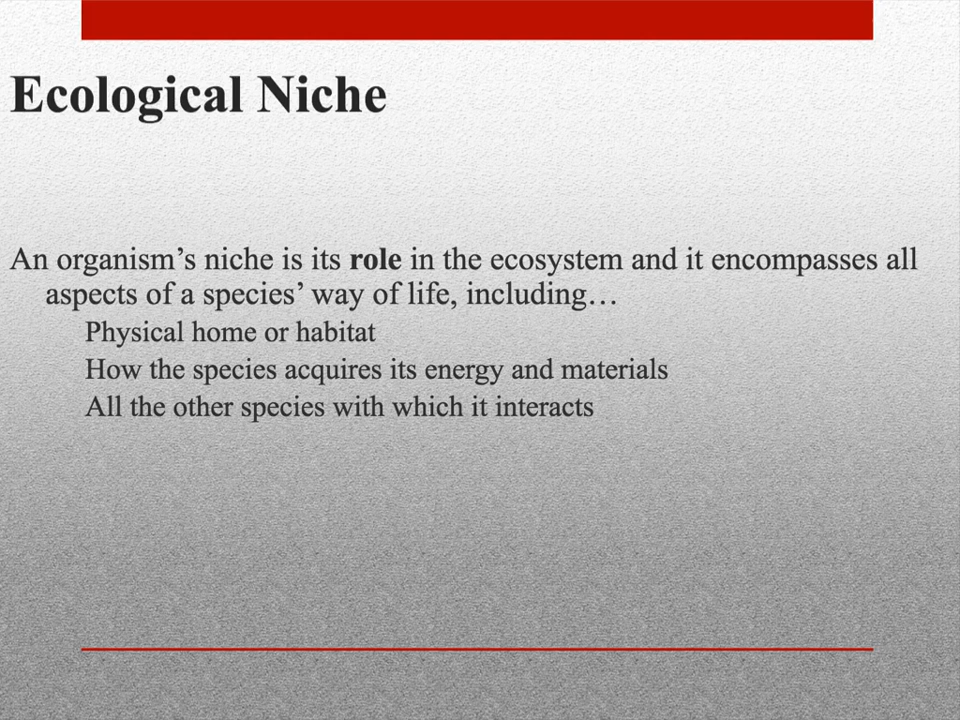 Ecological Niche
An organism’s niche is its role in the ecosystem and it encompasses all
aspects of a species’ way of life, including…
Physical home or habitat
How the species acquires its energy and materials
All the other species with which it interacts